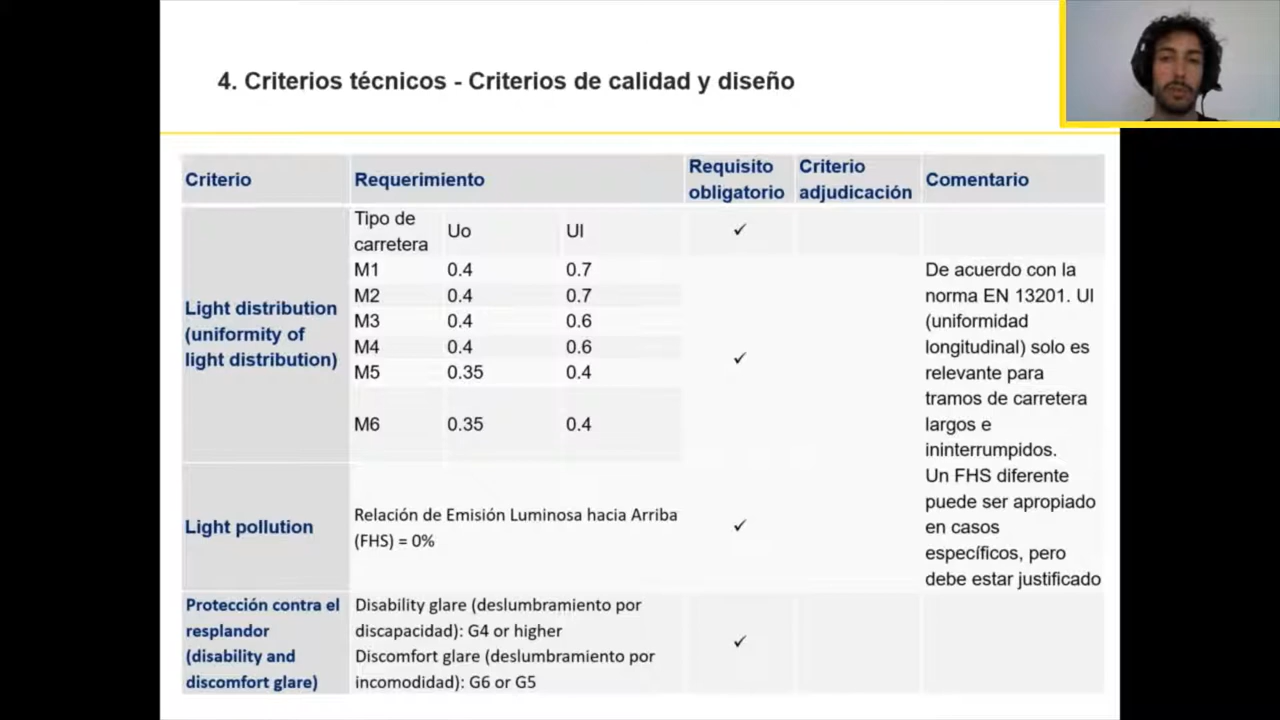 4. Criterios técnicos - Criterios de calidad y diseño
Criterio
Requerimiento
Requisito
obligatorio
Criterio
adjudicación
Comentario
Light distribution
(uniformity of
light distribution)
Tipo de
carretera
Uo
Ul
✓
M1 0.4 0.7
M2 0.4 0.7
M3 0.4 0.6
M4 0.4 0.6
M5 0.35 0.4
M6 0.35 0.4
✓
De acuerdo con la
norma EN 13201. Ul
(uniformidad
longitudinal) solo es
relevante para
tramos de carretera
largos e
ininterrumpidos.
Light pollution
Relación de Emisión Luminosa hacia Arriba
(FHS) = 0%
✓
Un FHS diferente
puede ser apropiado
en casos
específicos, pero
debe estar justificado
Protección contra el
resplandor
(disability and
discomfort glare)
Disability glare (deslumbramiento por
discapacidad): G4 or higher
Discomfort glare (deslumbramiento por
incomodidad): G6 or G5
✓